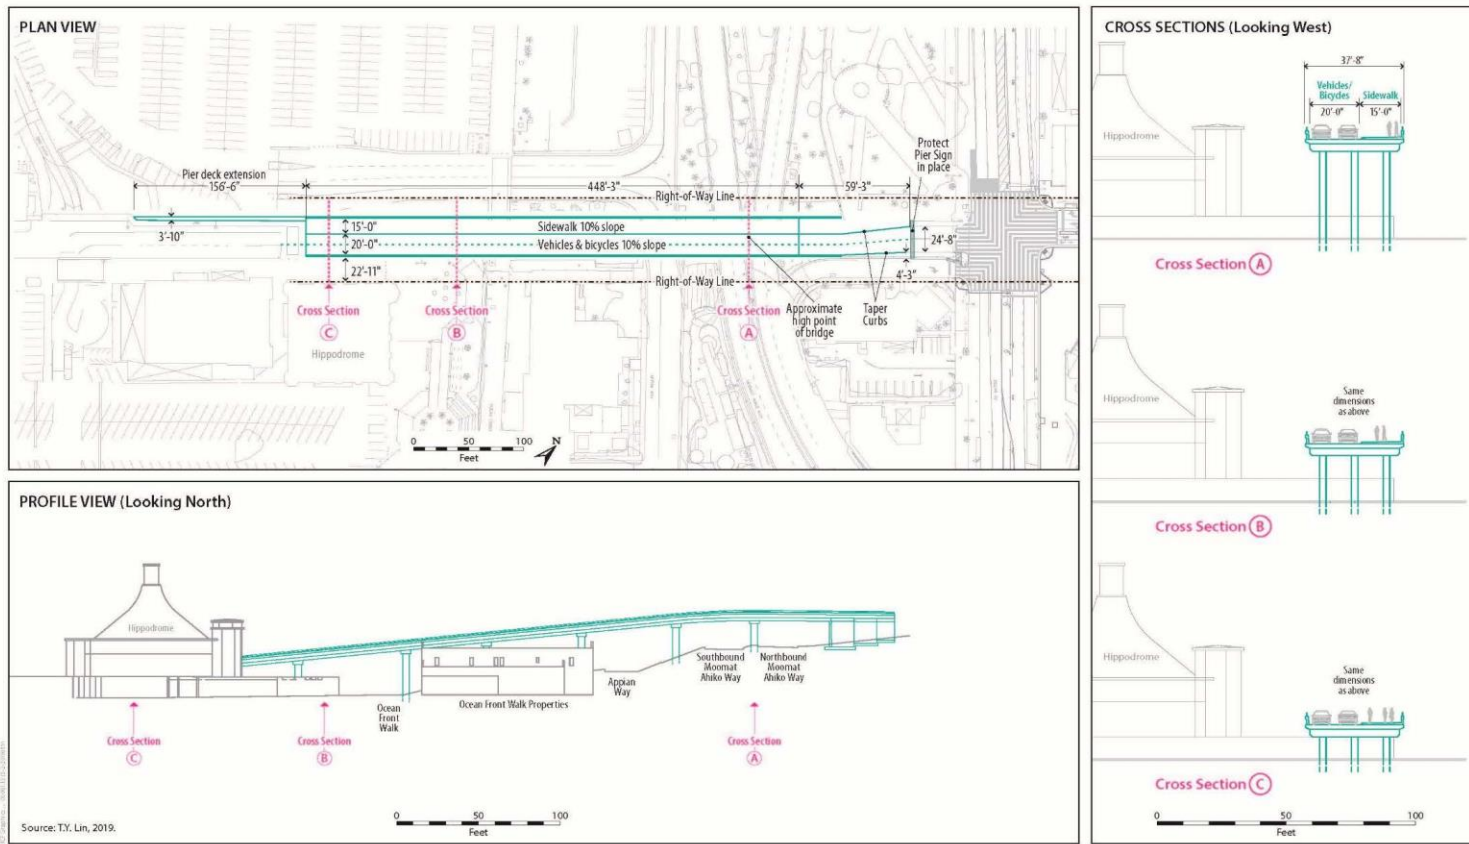 PLAN VIEW
Pier deck extension
156'-6"
448'-3"
59'-3"
Protect
Pier Sign
in place
Right-of-Way Line
3'-10"
15'-0"
Sidewalk 10% slope
20'-0"
Vehicles & bicycles 10% slope
24'-8"
22'-11"
4'-3"
Right-of-Way Line
Cross Section
C
Cross Section
B
Cross Section
A
Approximate
high point
of bridge
Taper
Curbs
Hippodrome
0 50 100
Feet
N
PROFILE VIEW (Looking North)
Hippodrome
Ocean
Front
Walk
Ocean Front Walk Properties
Appian
Way
Southbound
Moomat
Ahiko Way
Northbound
Moomat
Ahiko Way
Cross Section
C
Cross Section
B
Cross Section
A
0 50 100
Feet
Source: T.Y. Lin, 2019.
CROSS SECTIONS (Looking West)
37'-8"
Vehicles/
Bicycles
Sidewalk
20'-0"
15'-0"
Hippodrome
Cross Section A
Hippodrome
Same
dimensions
as above
Cross Section B
Hippodrome
Same
dimensions
as above
Cross Section C
0 50 100
Feet